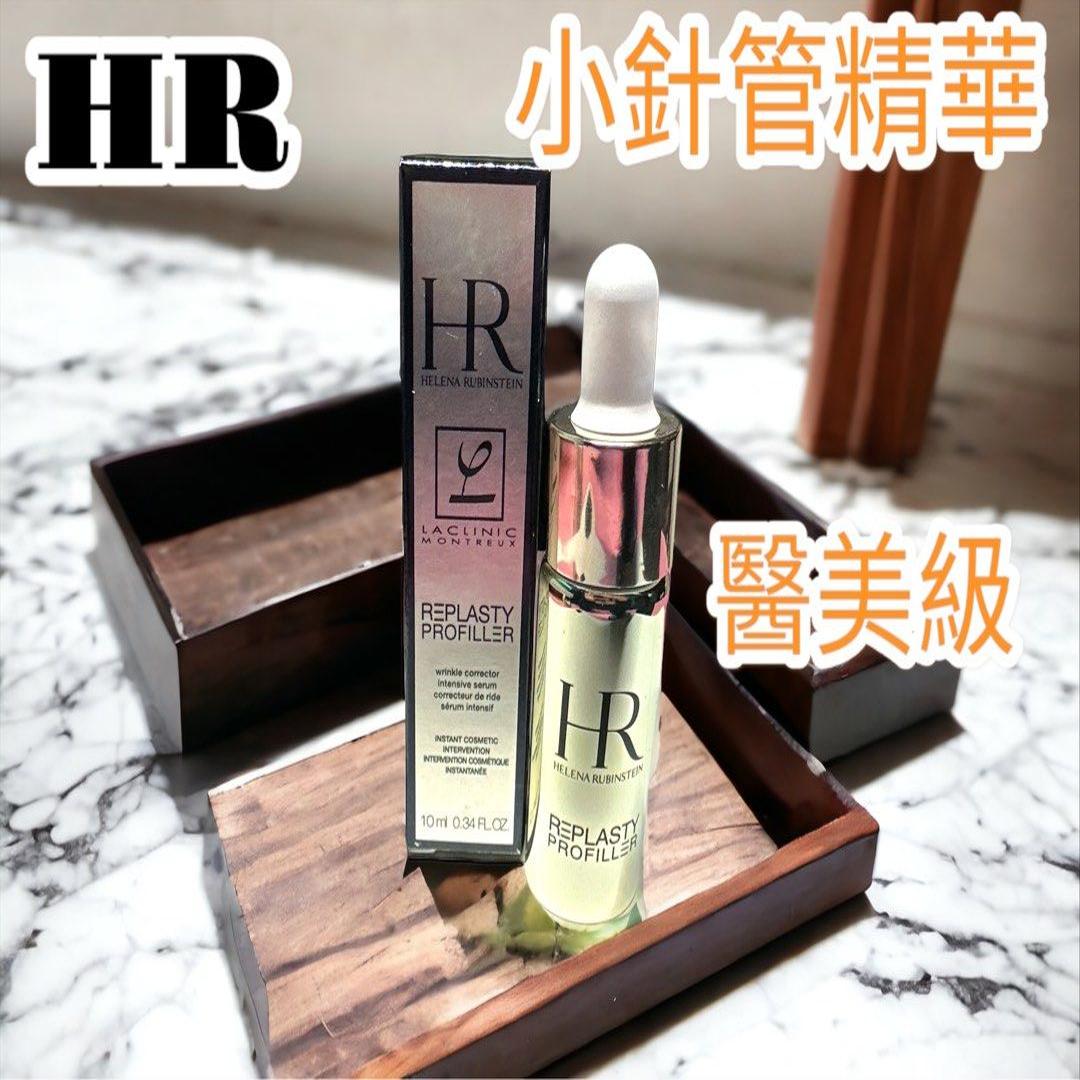 HR
小針管精華
HR
HELENA RUBINSTEIN
LACLINIC
MONTREUX
REPLASTY
PROFILLER
wrinkle corrector
intensive serum
correcteur de ride
sérum intensif
INSTANT COSMETIC
INTERVENTION
INTERVENTION COSMÉTIQUE
INSTANTANÉE
10 ml 0.34 FL.OZ.
醫美級
HR
HELENA RUBINSTEIN
REPLASTY
PROFILLER